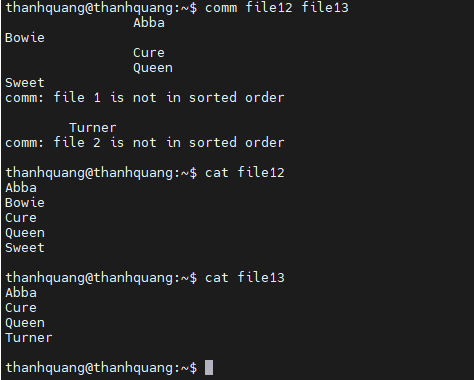 thanhquang@thanhquang:~$ comm file12 file13
                Abba
Bowie
                Cure
                Queen
Sweet
comm: file 1 is not in sorted order

        Turner
comm: file 2 is not in sorted order

thanhquang@thanhquang:~$ cat file12
Abba
Bowie
Cure
Queen
Sweet

thanhquang@thanhquang:~$ cat file13
Abba
Cure
Queen
Turner

thanhquang@thanhquang:~$